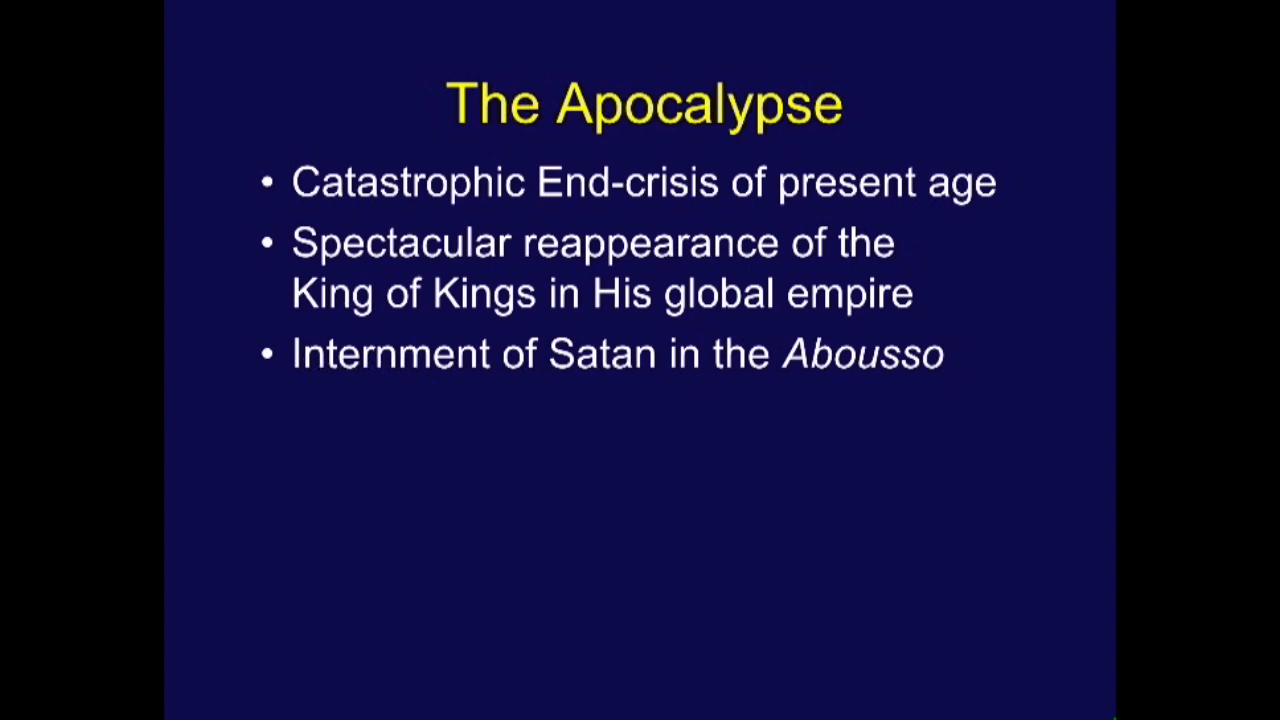 The Apocalypse
• Catastrophic End-crisis of present age
• Spectacular reappearance of the
King of Kings in His global empire
• Internment of Satan in the Abousso